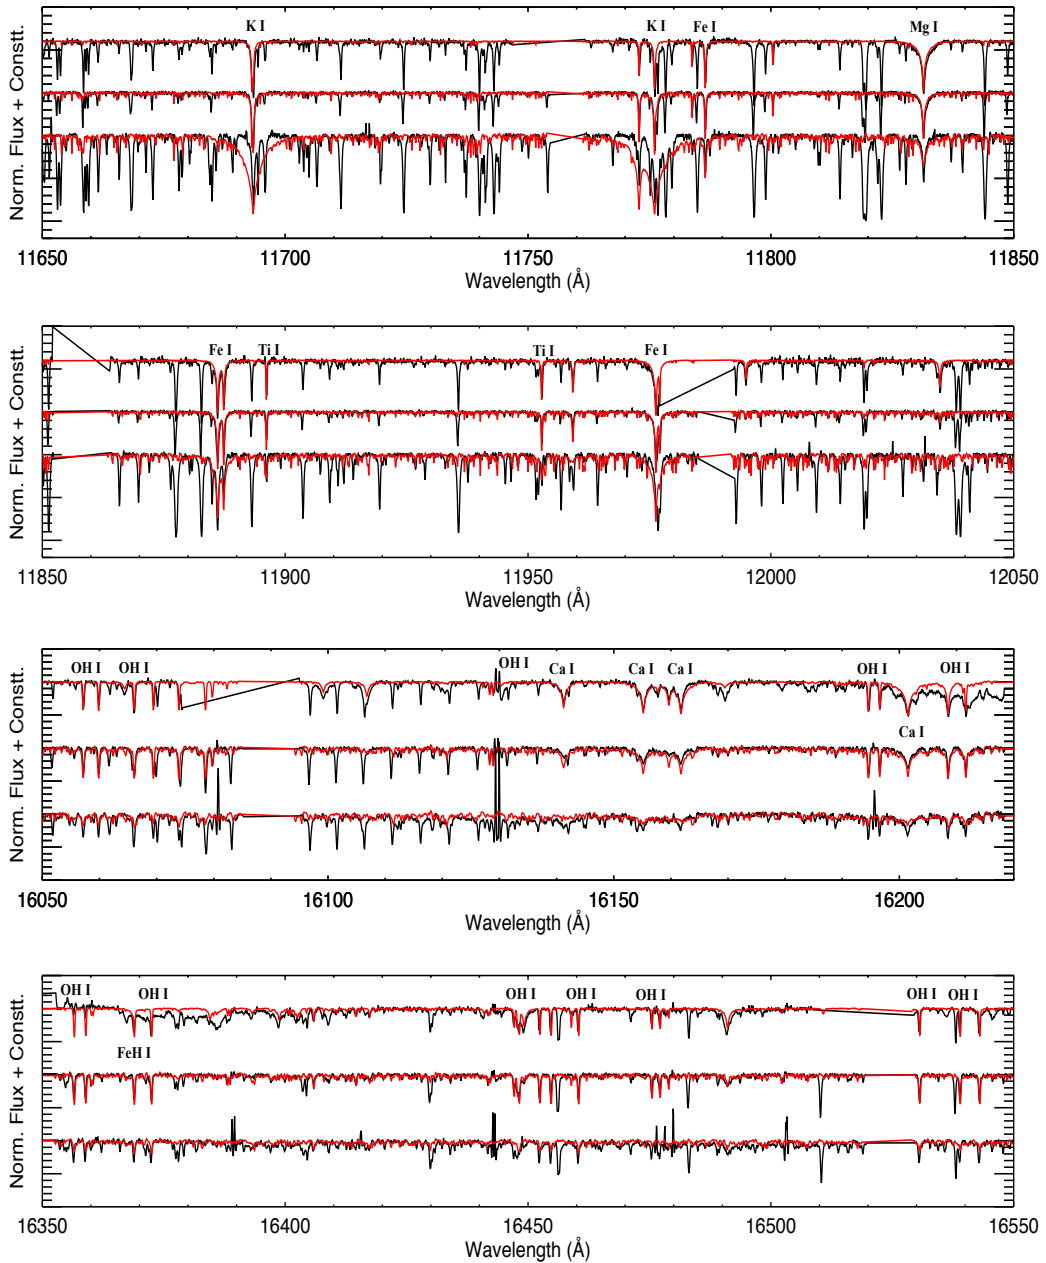 K I K I Fe I Mg I
Norm. Flux + Constt.
11650 11700 11750 11800 11850
Wavelength (Å)
Fe I Ti I Ti I Fe I
Norm. Flux + Constt.
11850 11900 11950 12000 12050
Wavelength (Å)
OH I OH I OH I Ca I Ca I Ca I OH I OH I
Ca I
Norm. Flux + Constt.
16050 16100 16150 16200
Wavelength (Å)
OH I OH I OH I OH I OH I OH I OH I
FeH I
Norm. Flux + Constt.
16350 16400 16450 16500 16550
Wavelength (Å)